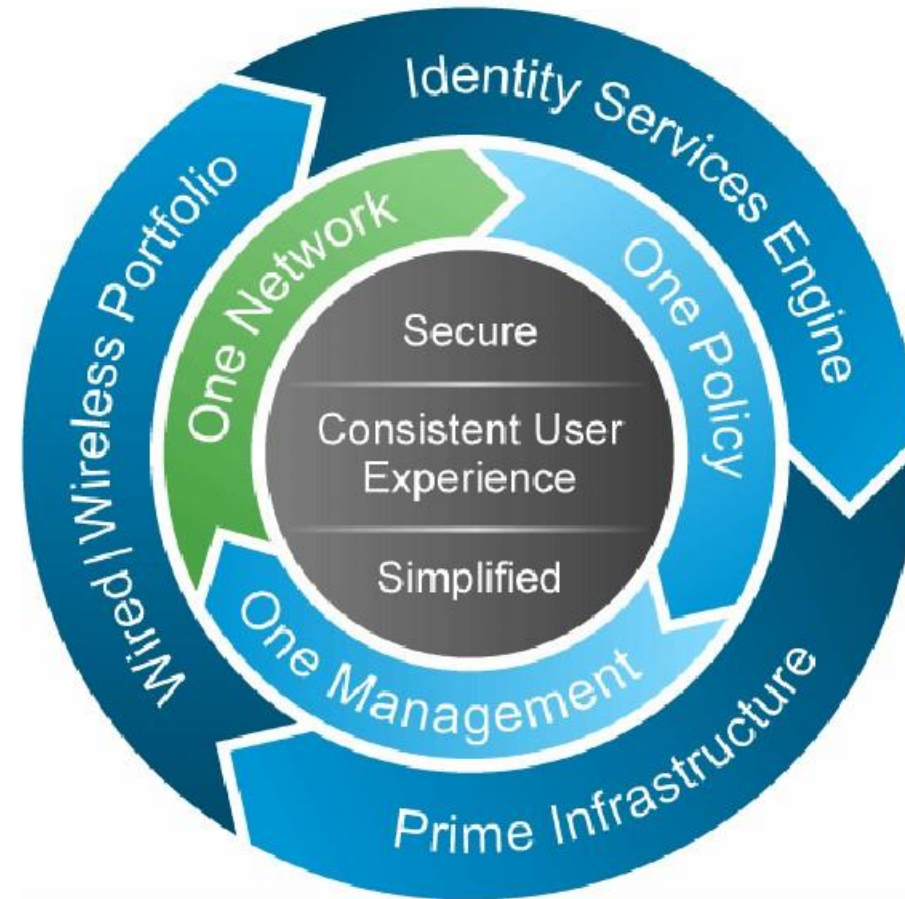 Identity Services Engine
Wired | Wireless Portfolio
Prime Infrastructure
One Network
One Policy
One Management
Secure
Consistent User
Experience
Simplified